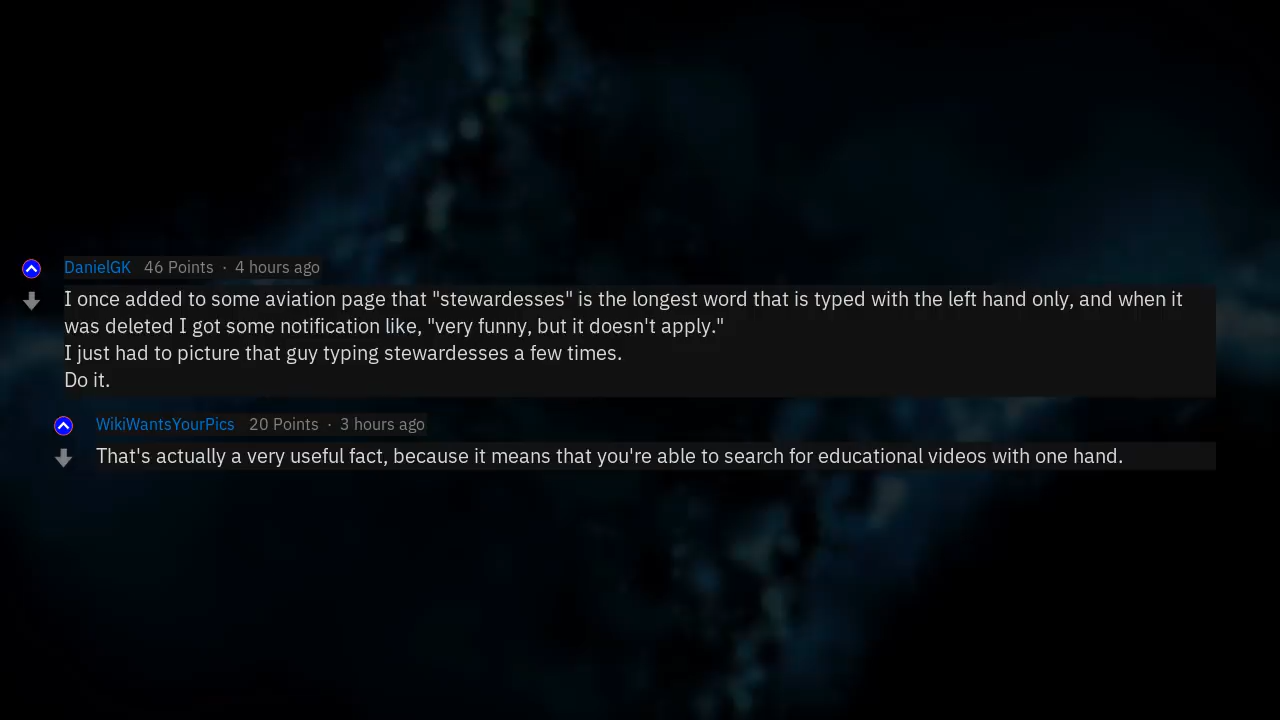 DanielGK 46 Points · 4 hours ago
I once added to some aviation page that "stewardesses" is the longest word that is typed with the left hand only, and when it
was deleted I got some notification like, "very funny, but it doesn't apply."
I just had to picture that guy typing stewardesses a few times.
Do it.
WikiWantsYourPics 20 Points · 3 hours ago
That's actually a very useful fact, because it means that you're able to search for educational videos with one hand.